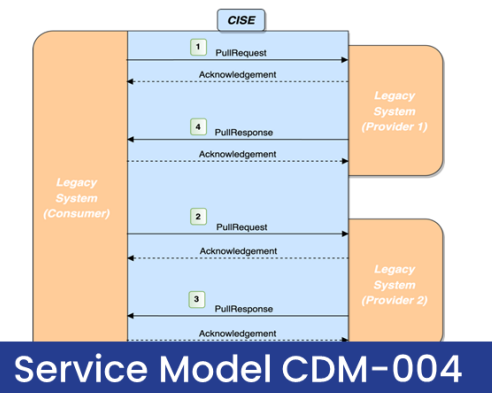 CISE
1
PullRequest
Acknowledgement
Legacy
System
(Provider 1)
4
PullResponse
Acknowledgement
Legacy
System
(Consumer)
2
PullRequest
Acknowledgement
Legacy
System
(Provider 2)
3
PullResponse
Acknowledgement
Service Model CDM-004